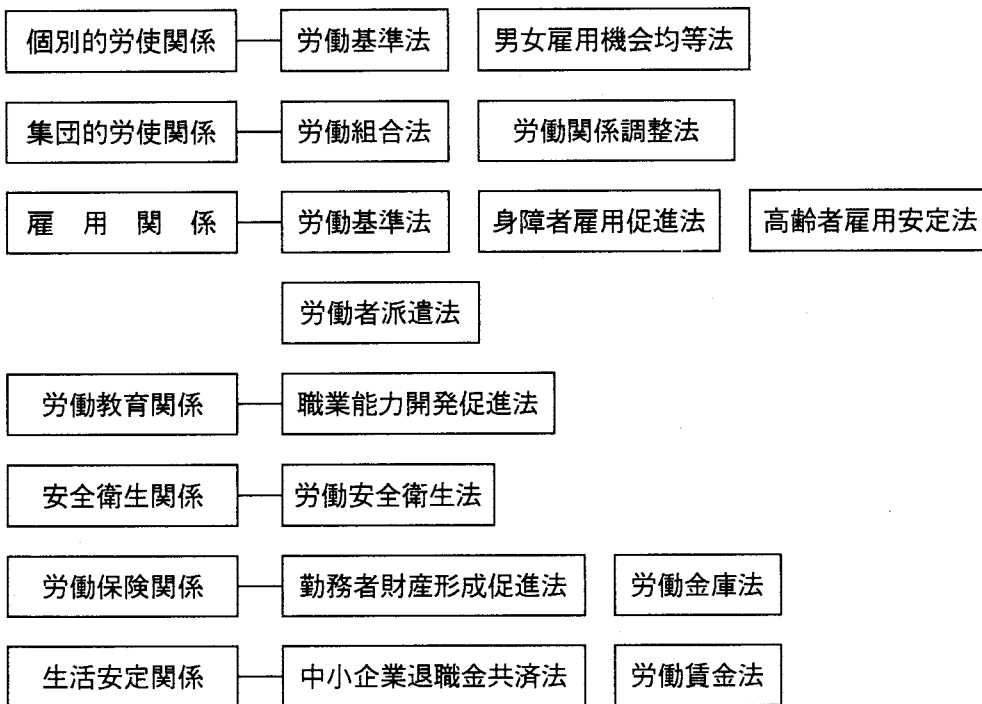 個別的労使関係 労働基準法 男女雇用機会均等法
集団的労使関係 労働組合法 労働関係調整法
雇用関係 労働基準法 身障者雇用促進法 高齢者雇用安定法
労働者派遣法
労働教育関係 職業能力開発促進法
安全衛生関係 労働安全衛生法
労働保険関係 勤務者財産形成促進法 労働金庫法
生活安定関係 中小企業退職金共済法 労働賃金法